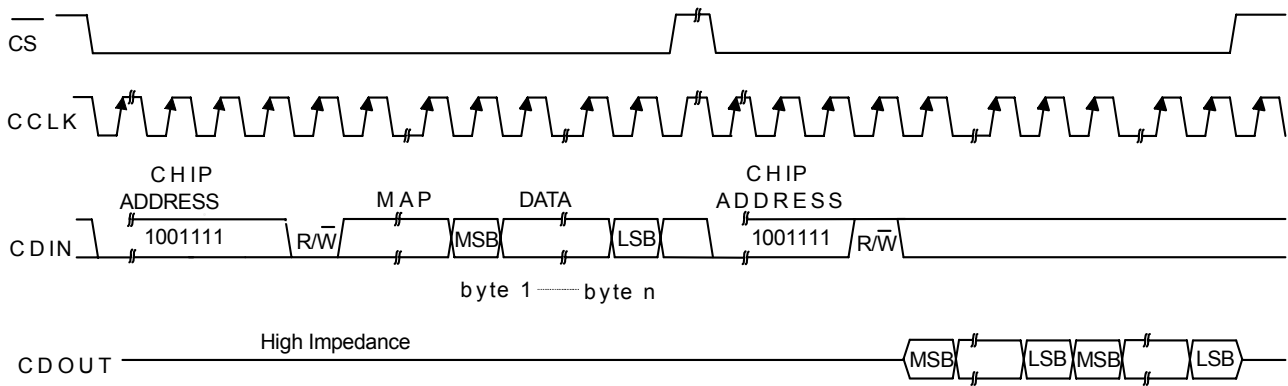 CS
CCLK
CHIP
ADDRESS
MAP
DATA
CHIP
ADDRESS
CDIN
1001111
R/W
MSB
LSB
1001111
R/W
byte 1 byte n
CDOUT
High Impedance
MSB
LSB
MSB
LSB